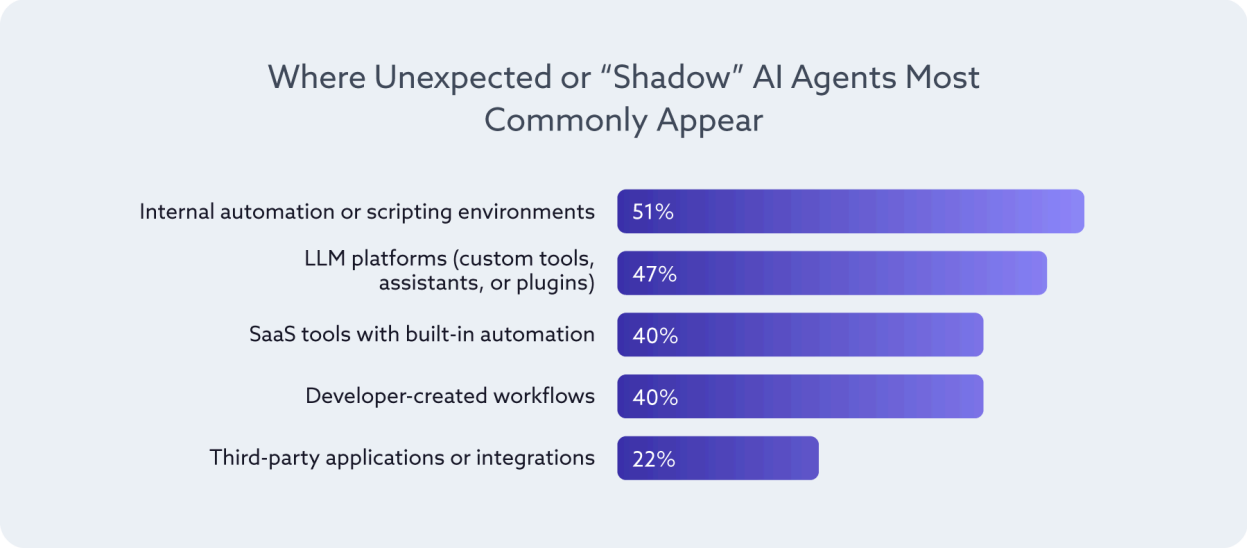 Where Unexpected or “Shadow” AI Agents Most
Commonly Appear
Internal automation or scripting environments
51%
LLM platforms (custom tools,
assistants, or plugins)
47%
SaaS tools with built-in automation
40%
Developer-created workflows
40%
Third-party applications or integrations
22%